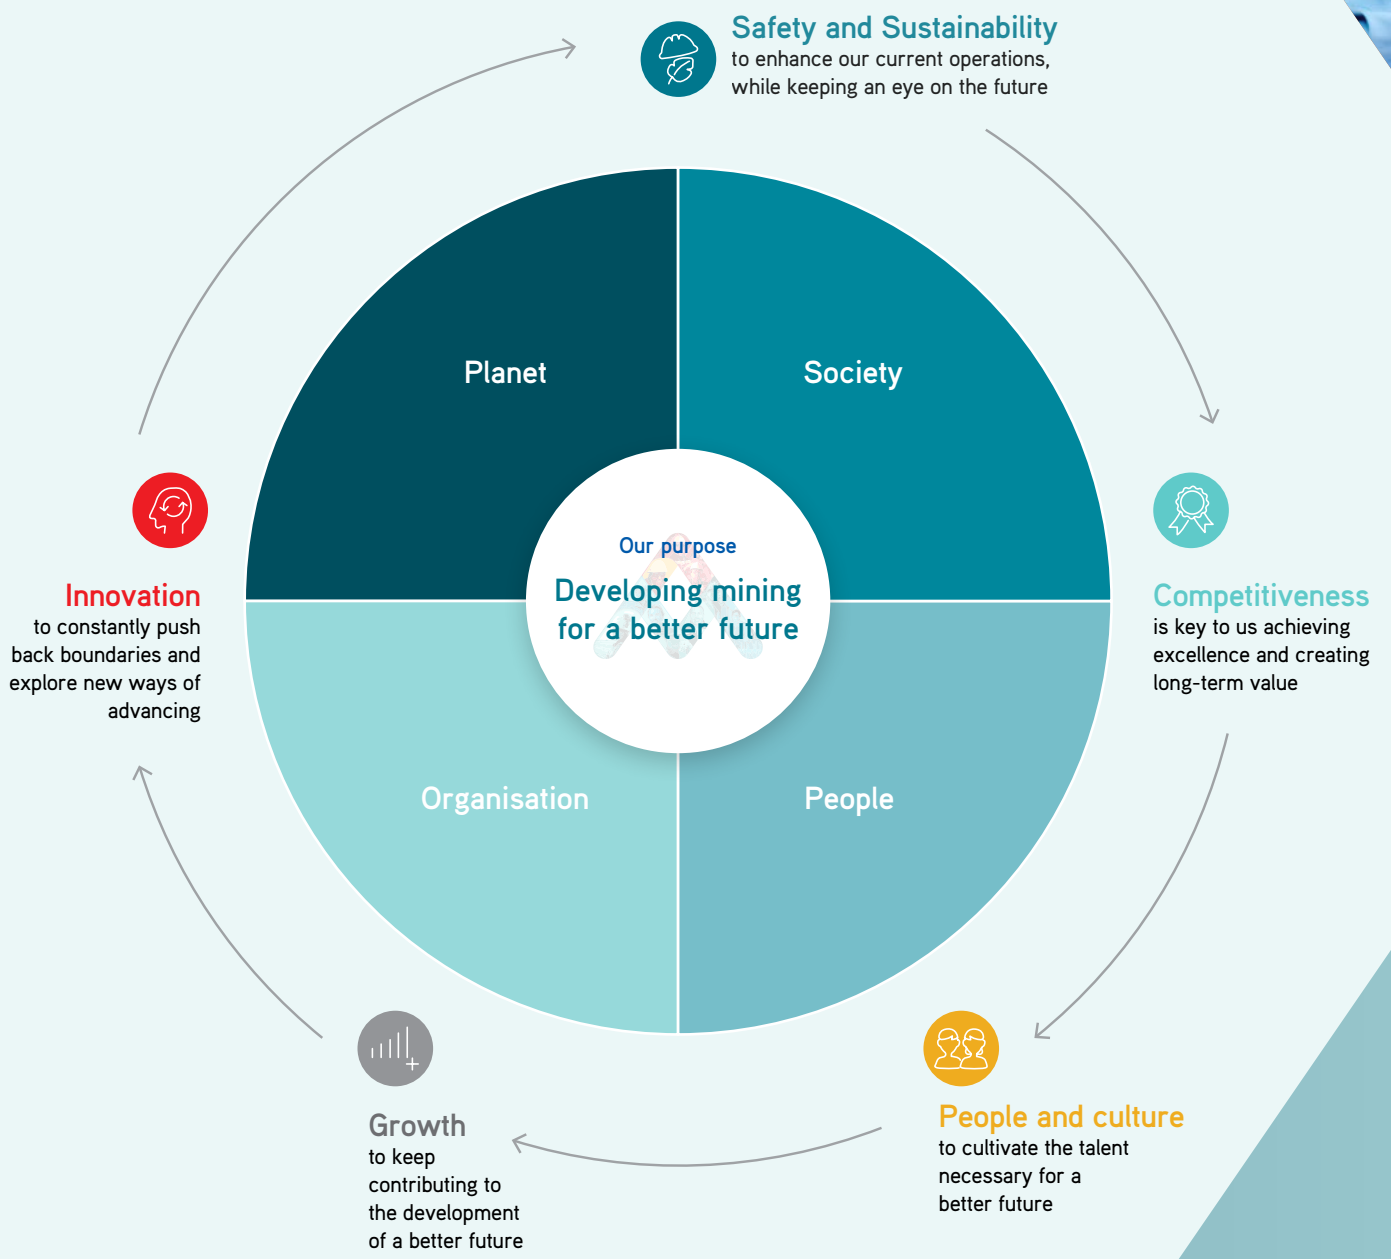 Safety and Sustainability
to enhance our current operations,
while keeping an eye on the future
Planet
Society
Our purpose
Developing mining
for a better future
Innovation
to constantly push
back boundaries and
explore new ways of
advancing
Competitiveness
is key to us achieving
excellence and creating
long-term value
Organisation
People
Growth
to keep
contributing to
the development
of a better future
People and culture
to cultivate the talent
necessary for a
better future